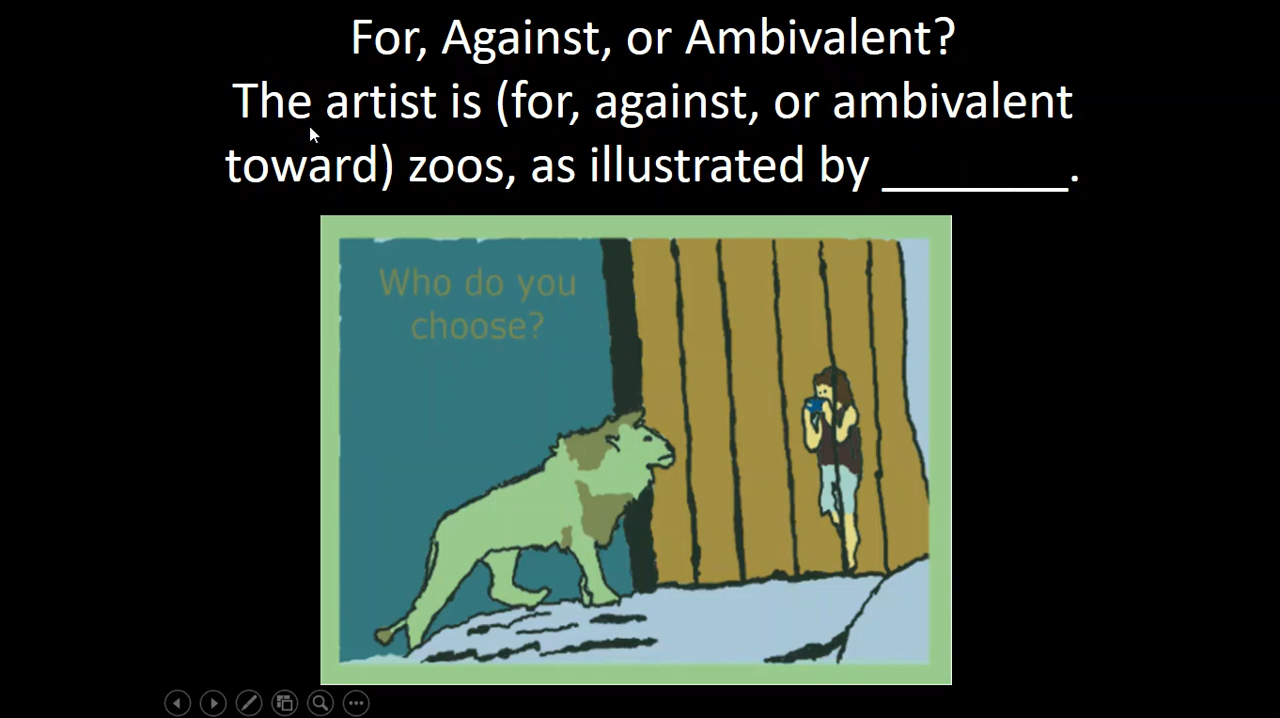 For, Against, or Ambivalent?
The artist is (for, against, or ambivalent
toward) zoos, as illustrated by _______.
Who do you
choose?